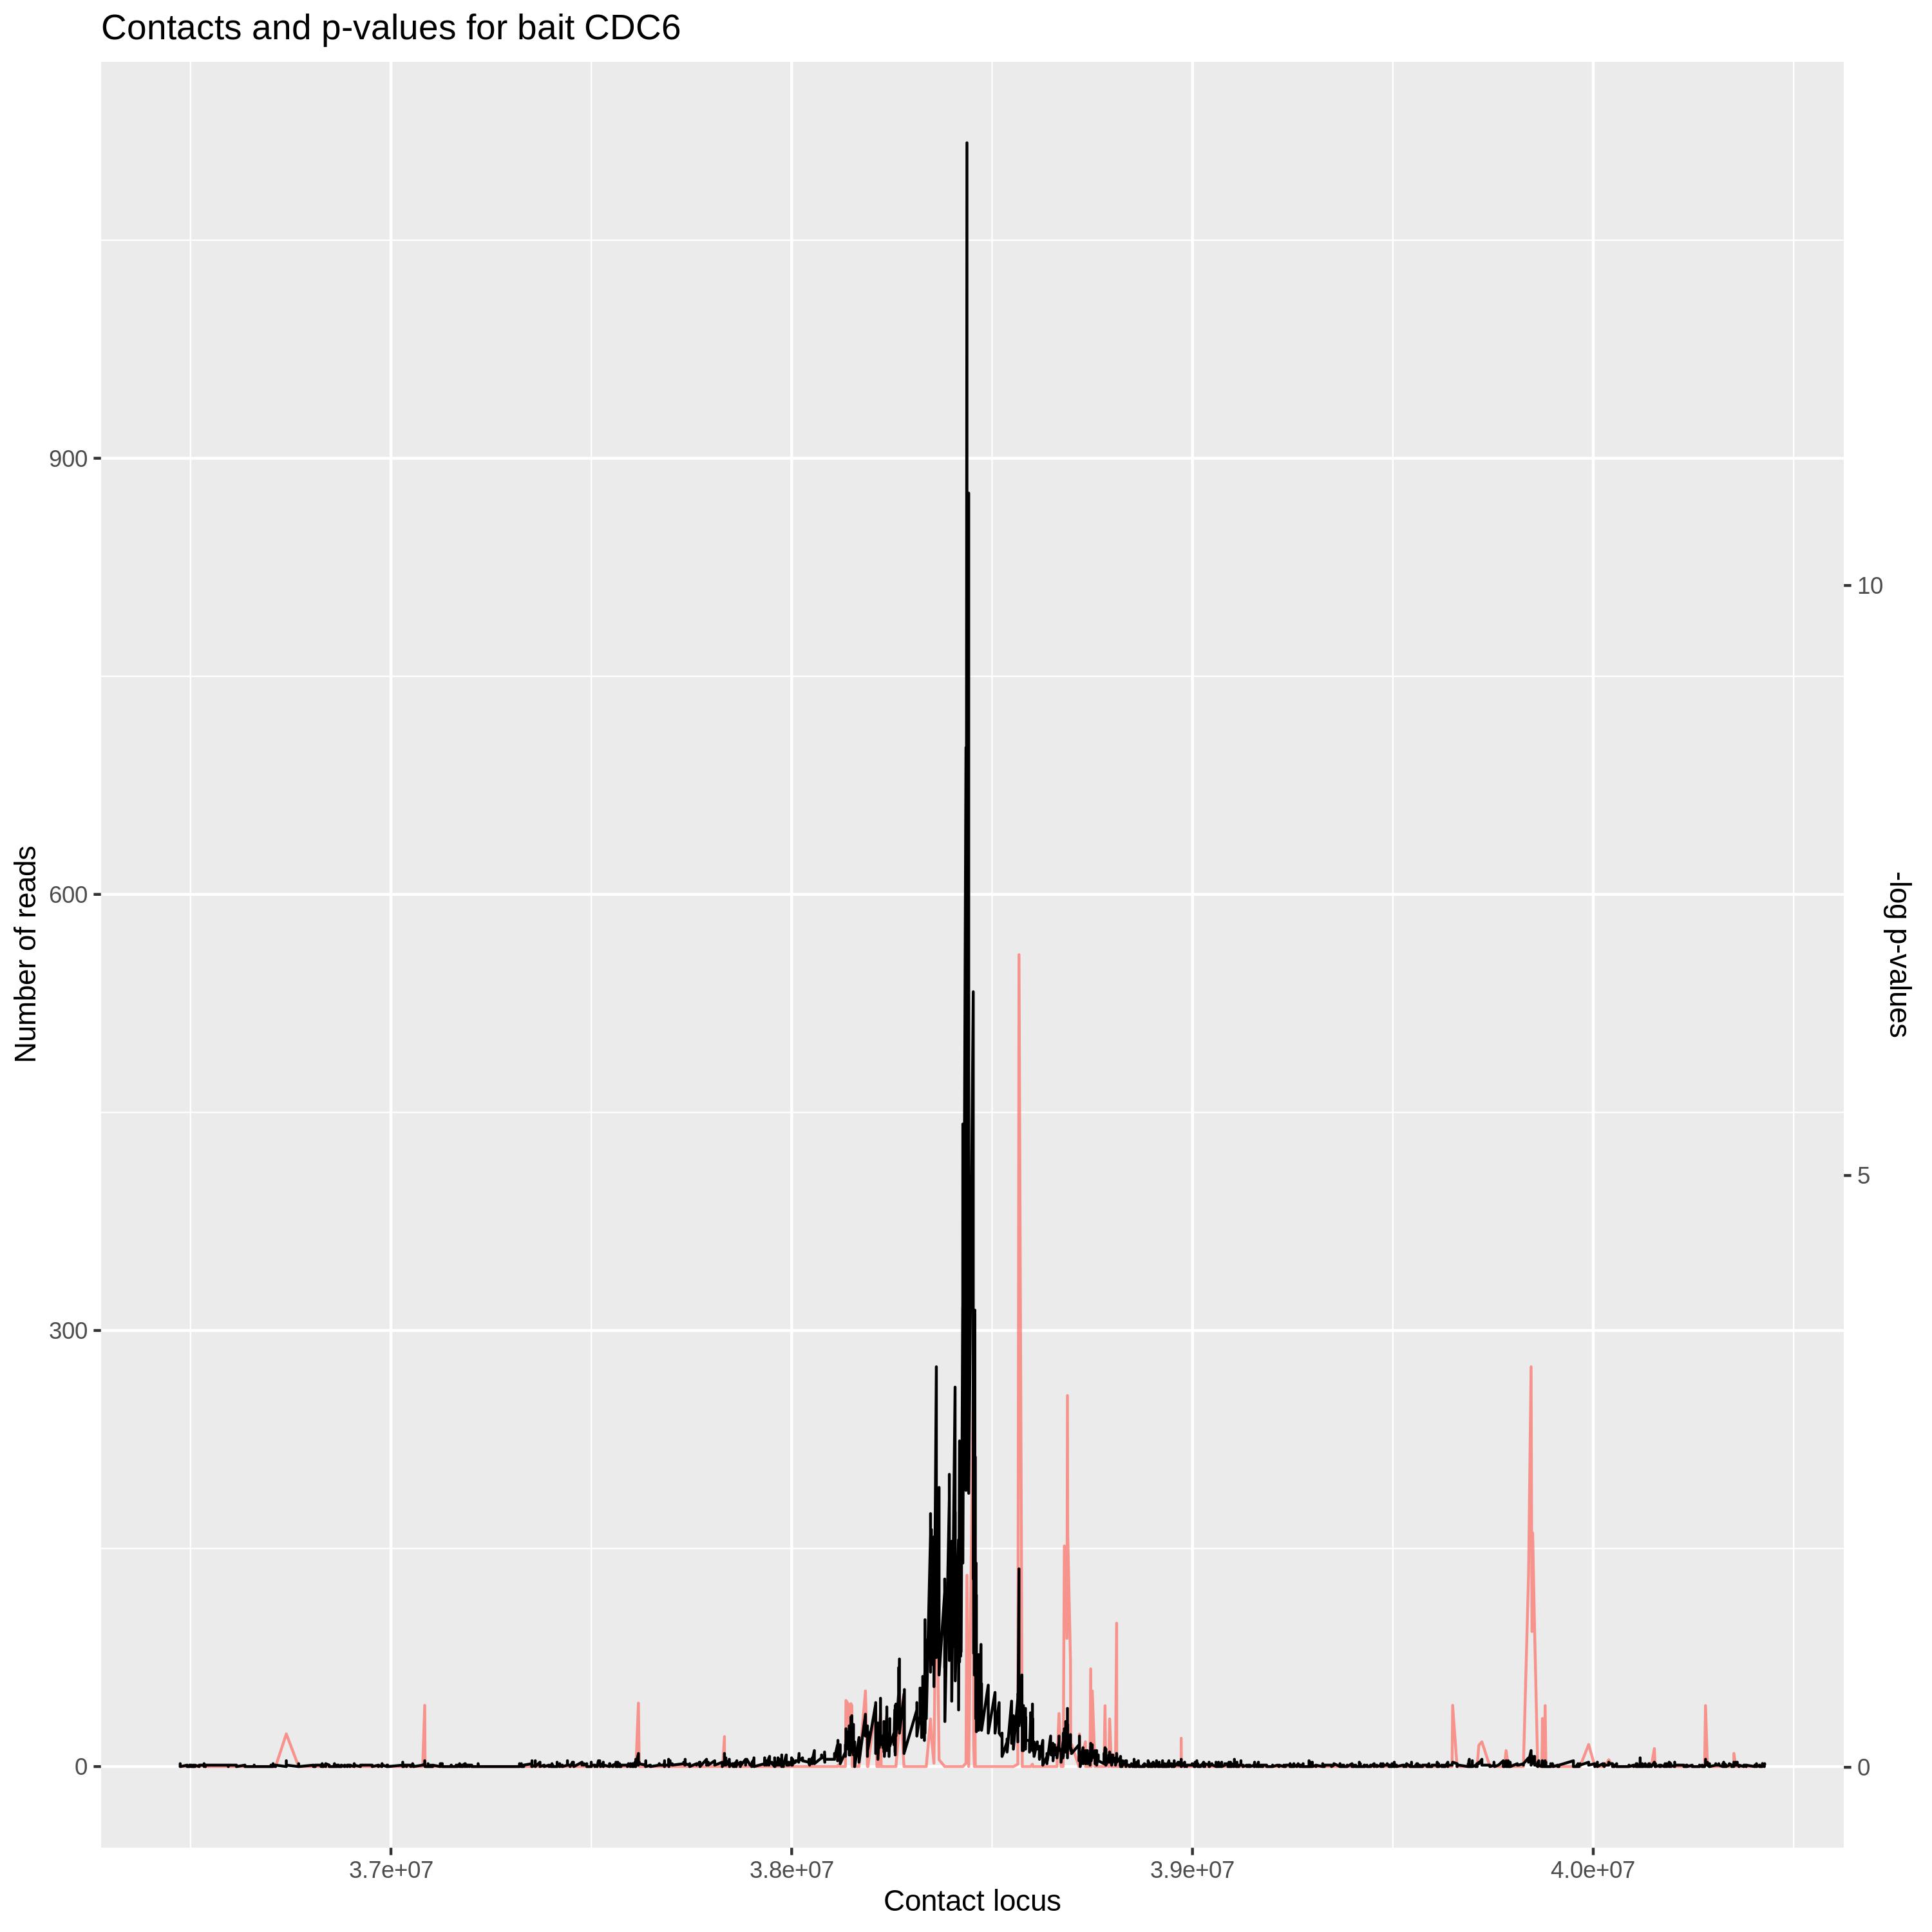 Contacts and p-values for bait CDC6
Number of reads
900
600
300
0
10
5
0
-log p-values
3.7e+07
3.8e+07
3.9e+07
4.0e+07
Contact locus